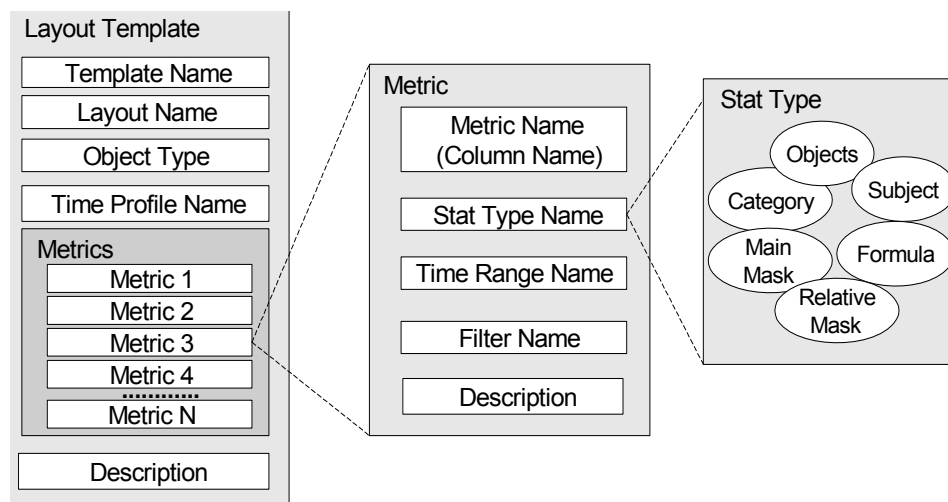 Layout Template
Template Name
Layout Name
Object Type
Time Profile Name
Metrics
Metric 1
Metric 2
Metric 3
Metric 4
............
Metric N
Description
Metric
Metric Name
(Column Name)
Stat Type Name
Time Range Name
Filter Name
Description
Stat Type
Objects
Category
Subject
Main
Mask
Formula
Relative
Mask